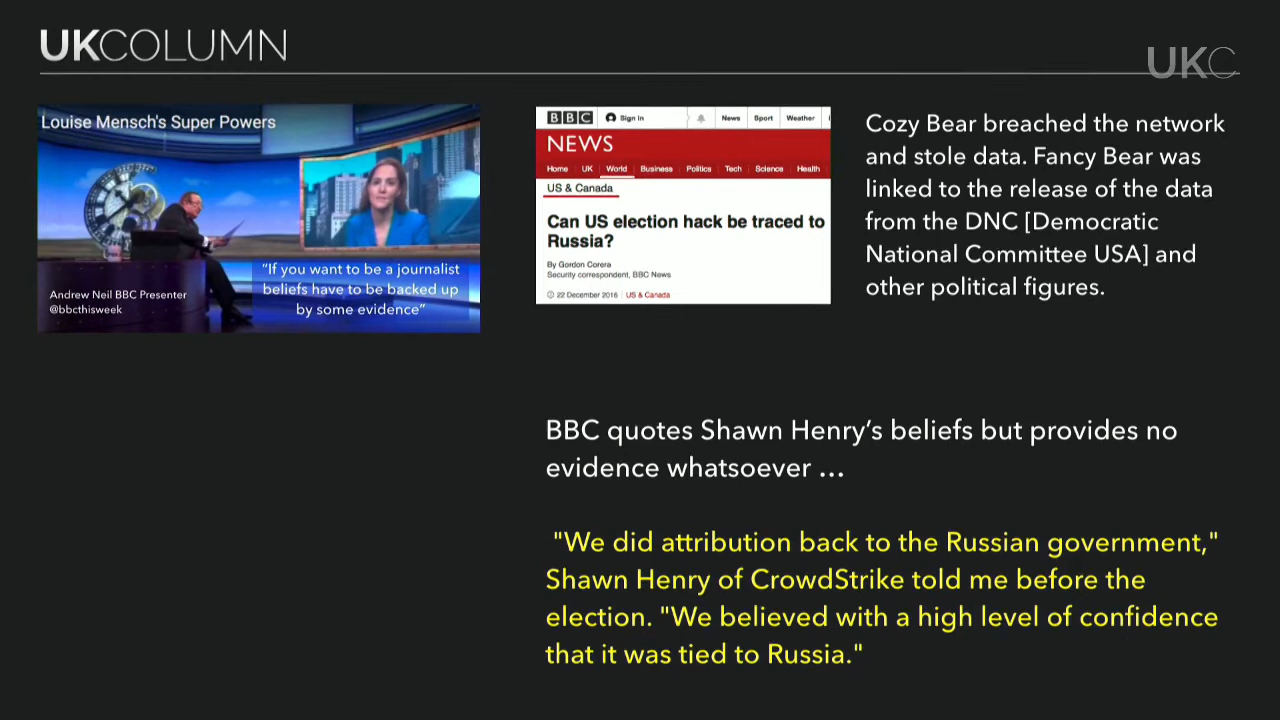 UKCOLUMN
UKC
Louise Mensch's Super Powers
“If you want to be a journalist
beliefs have to be backed up
by some evidence”
Andrew Neil BBC Presenter
@bbcthisweek
BBC Sign in News Sport Weather
NEWS
Home UK World Business Politics Tech Science Health
US & Canada
Can US election hack be traced to
Russia?
By Gordon Corera
Security correspondent, BBC News
22 December 2016 US & Canada
Cozy Bear breached the network
and stole data. Fancy Bear was
linked to the release of the data
from the DNC [Democratic
National Committee USA] and
other political figures.
BBC quotes Shawn Henry’s beliefs but provides no
evidence whatsoever …
"We did attribution back to the Russian government,"
Shawn Henry of CrowdStrike told me before the
election. "We believed with a high level of confidence
that it was tied to Russia."